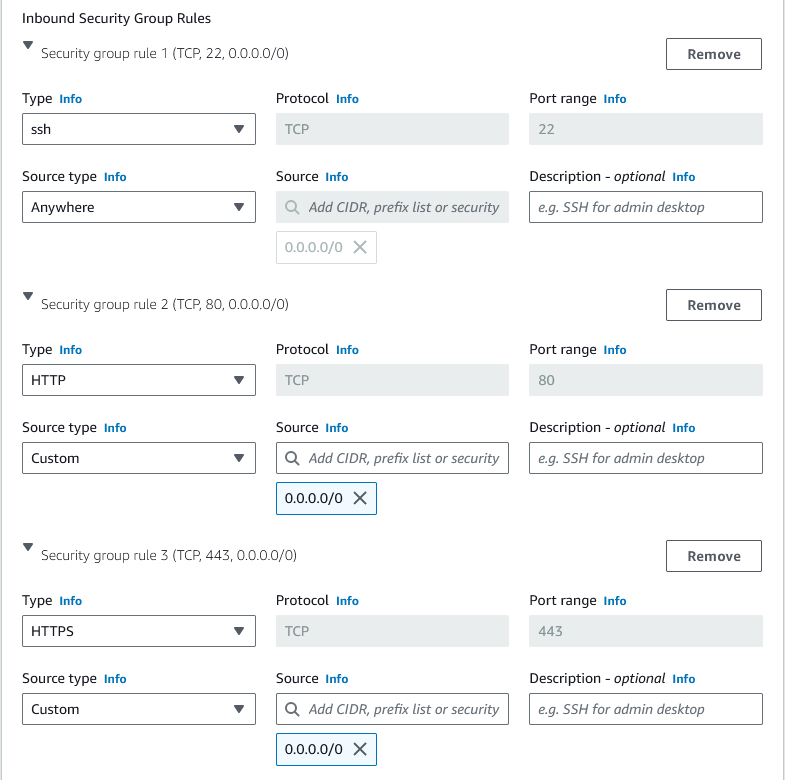 Inbound Security Group Rules
Security group rule 1 (TCP, 22, 0.0.0.0/0)
Remove
Type Info
Protocol Info
Port range Info
ssh
TCP
22
Source type Info
Source Info
Description - optional Info
Anywhere
Add CIDR, prefix list or security
e.g. SSH for admin desktop
0.0.0.0/0
Security group rule 2 (TCP, 80, 0.0.0.0/0)
Remove
Type Info
Protocol Info
Port range Info
HTTP
TCP
80
Source type Info
Source Info
Description - optional Info
Custom
Add CIDR, prefix list or security
e.g. SSH for admin desktop
0.0.0.0/0
Security group rule 3 (TCP, 443, 0.0.0.0/0)
Remove
Type Info
Protocol Info
Port range Info
HTTPS
TCP
443
Source type Info
Source Info
Description - optional Info
Custom
Add CIDR, prefix list or security
e.g. SSH for admin desktop
0.0.0.0/0